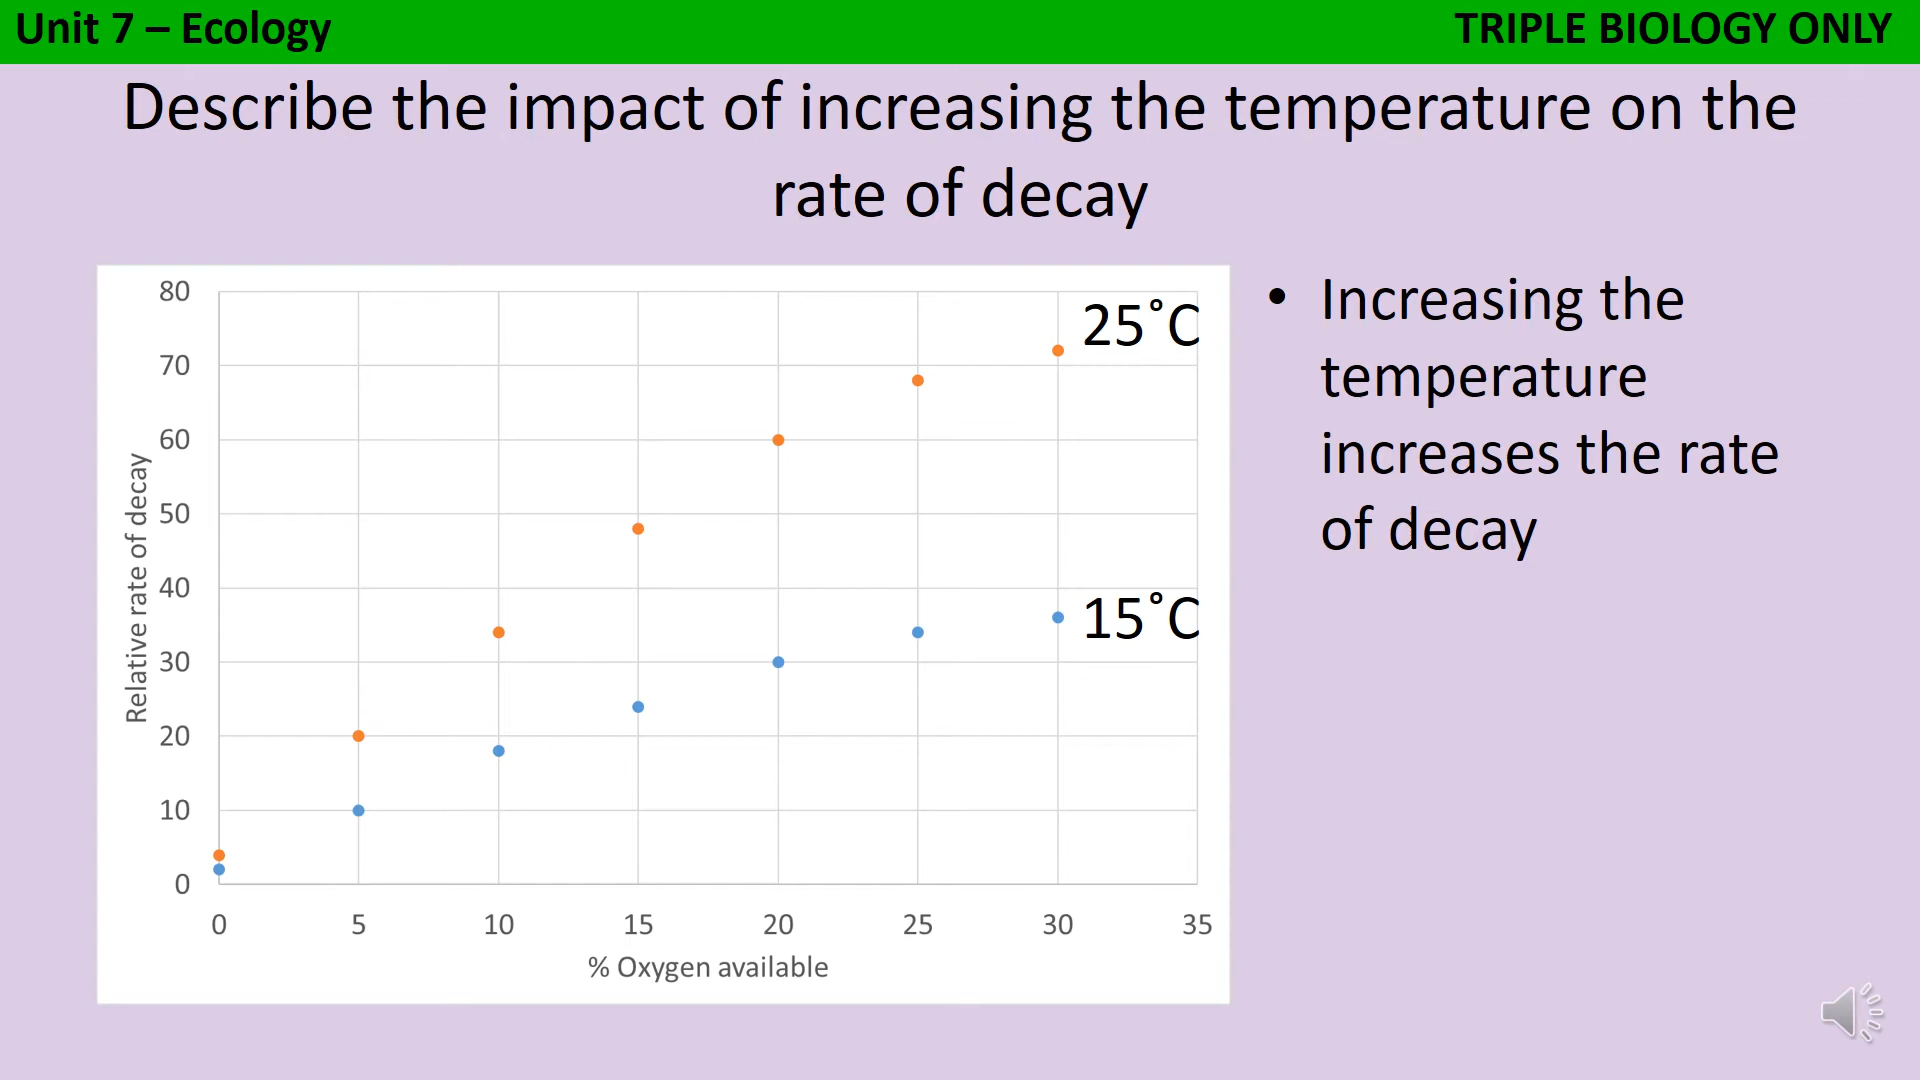 Unit 7 – Ecology
TRIPLE BIOLOGY ONLY
Describe the impact of increasing the temperature on the
rate of decay
80
70
60
50
40
30
20
10
0
Relative rate of decay
25˚C
15˚C
0 5 10 15 20 25 30 35
% Oxygen available
• Increasing the
temperature
increases the rate
of decay